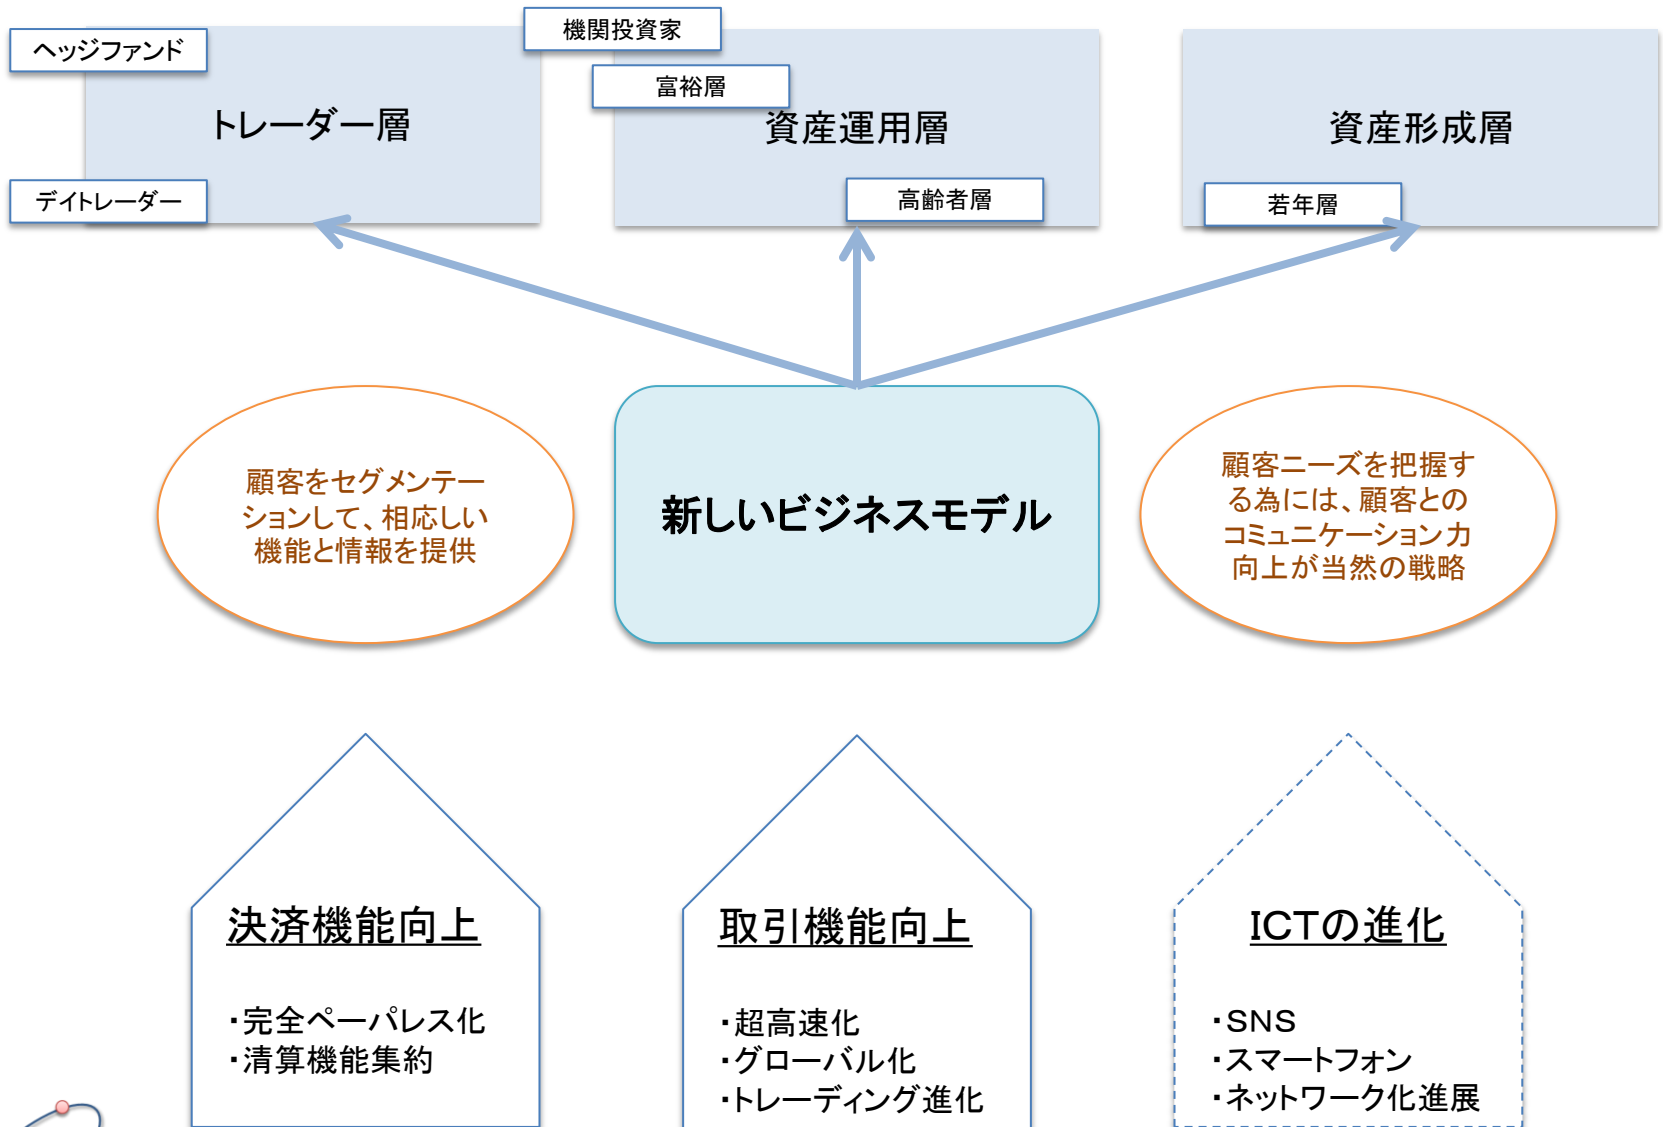 機関投資家
ヘッジファンド
富裕層
トレーダー層
資産運用層
資産形成層
デイトレーダー
高齢者層
若年層
顧客をセグメンテー
ションして、相応しい
機能と情報を提供
新しいビジネスモデル
顧客ニーズを把握す
る為には、顧客との
コミュニケーション力
向上が当然の戦略
決済機能向上
・完全ペーパレス化
・清算機能集約
取引機能向上
・超高速化
・グローバル化
・トレーディング進化
ICTの進化
・SNS
・スマートフォン
・ネットワーク化進展